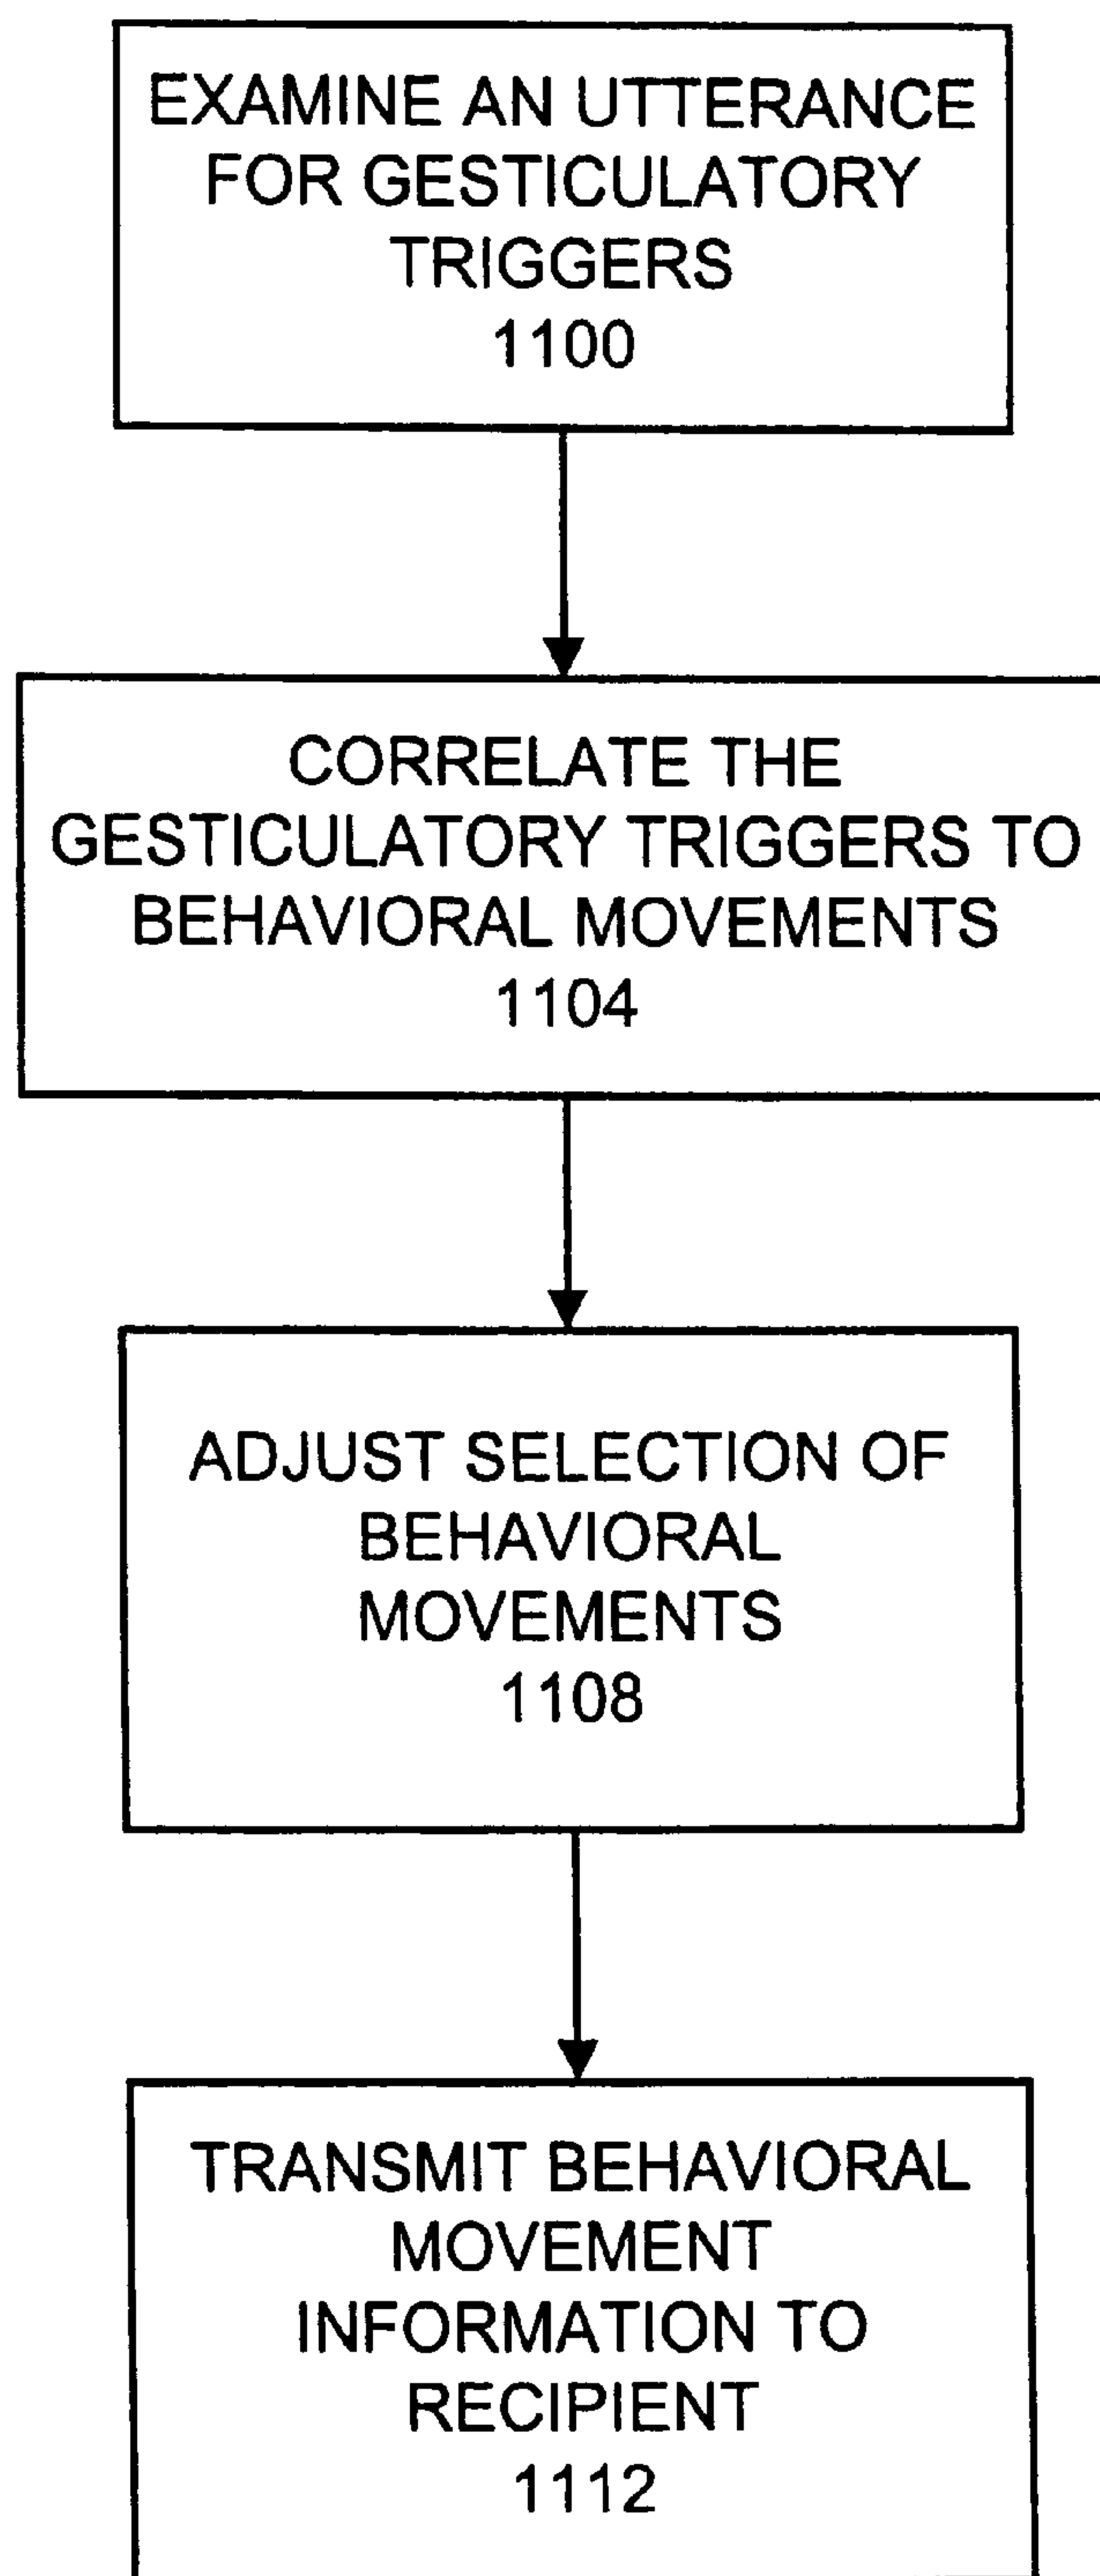 EXAMINE AN UTTERANCE
FOR GESTICULATORY
TRIGGERS
1100
CORRELATE THE
GESTICULATORY TRIGGERS TO
BEHAVIORAL MOVEMENTS
1104
ADJUST SELECTION OF
BEHAVIORAL
MOVEMENTS
1108
TRANSMIT BEHAVIORAL
MOVEMENT
INFORMATION TO
RECIPIENT
1112